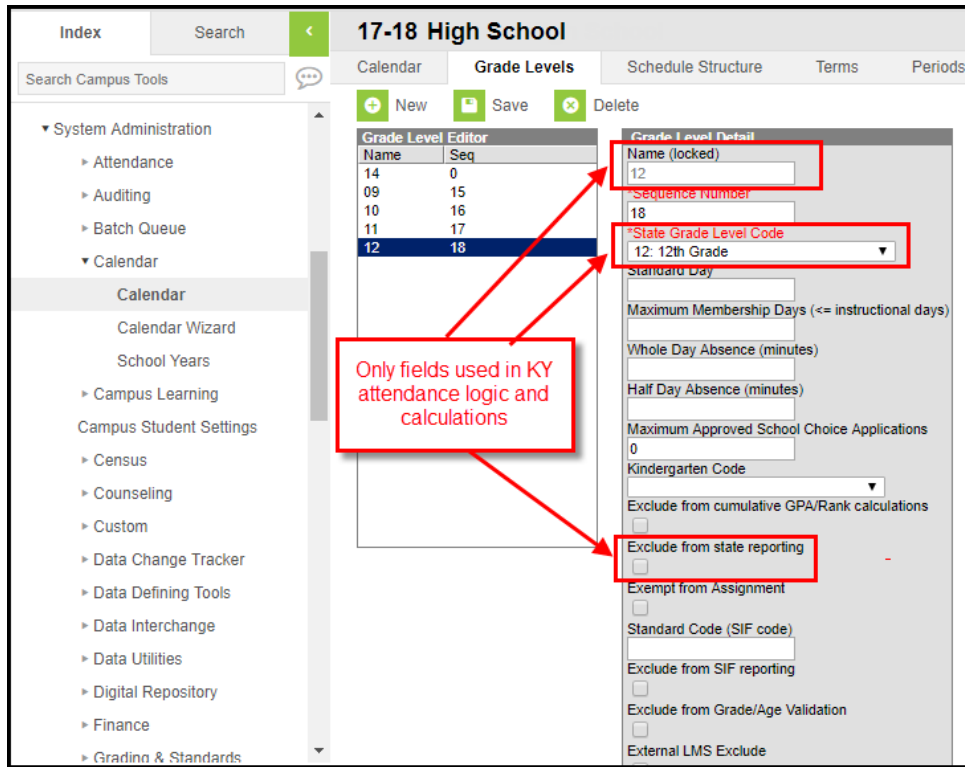 Index
Search
Search Campus Tools
System Administration
Attendance
Auditing
Batch Queue
Calendar
Calendar
Calendar Wizard
School Years
Campus Learning
Campus Student Settings
Census
Counseling
Custom
Data Change Tracker
Data Defining Tools
Data Interchange
Data Utilities
Digital Repository
Finance
Grading & Standards
17-18 High School
Calendar Grade Levels Schedule Structure Terms Periods
New Save Delete
Grade Level Editor
Name Seq
14 0
09 15
10 16
11 17
12 18
Only fields used in KY
attendance logic and
calculations
Grade Level Detail
Name (locked)
12
*Sequence Number
18
*State Grade Level Code
12: 12th Grade
Standard Day
Maximum Membership Days (<= instructional days)
Whole Day Absence (minutes)
Half Day Absence (minutes)
Maximum Approved School Choice Applications
0
Kindergarten Code
Exclude from cumulative GPA/Rank calculations
Exclude from state reporting
Exempt from Assignment
Standard Code (SIF code)
Exclude from SIF reporting
Exclude from Grade/Age Validation
External LMS Exclude